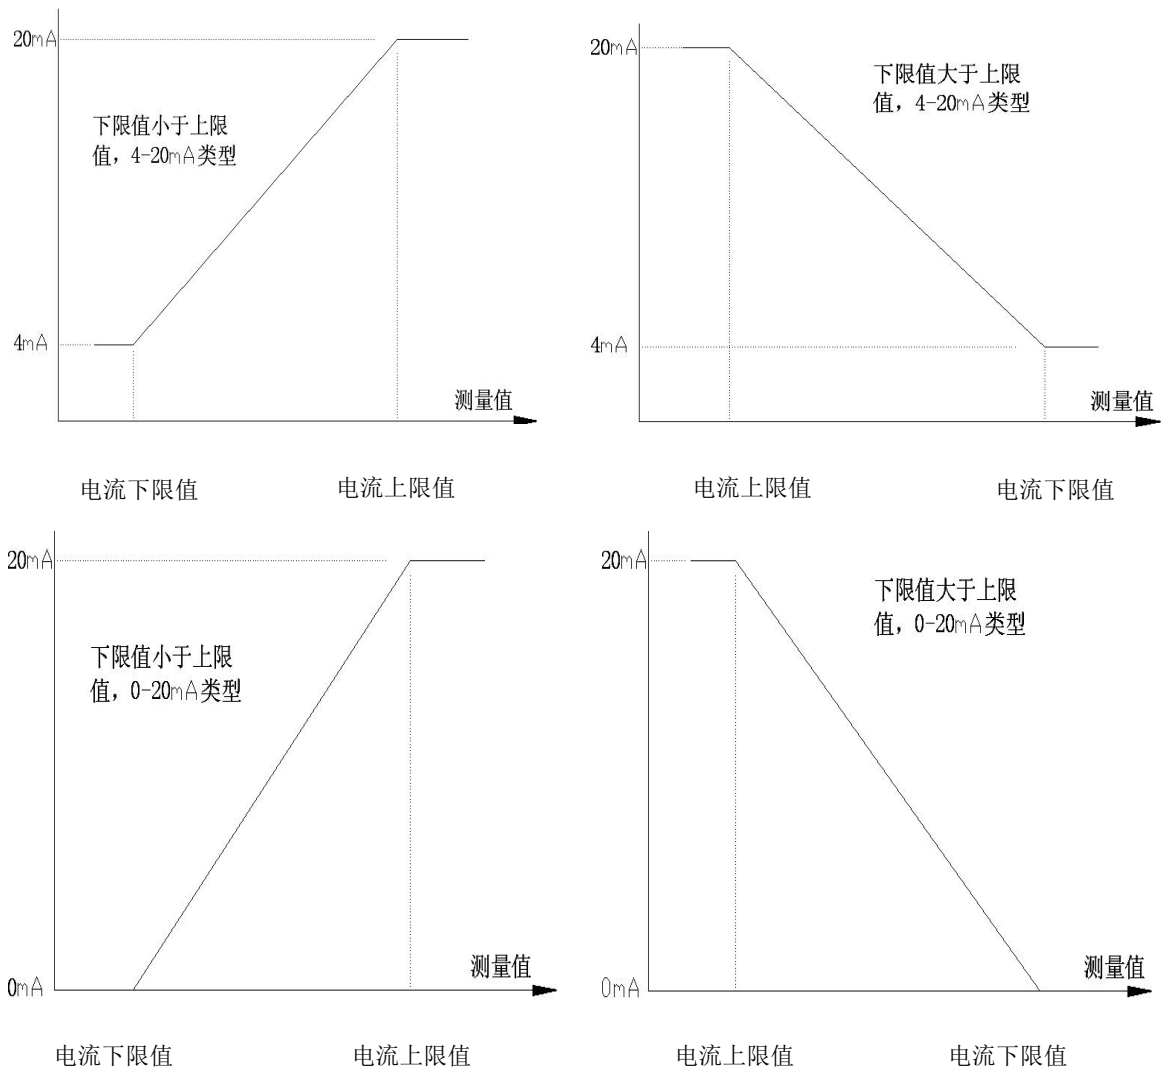 20mA
下限值小于上限
值，4-20mA类型
4mA
测量值
电流下限值
电流上限值
20mA
下限值大于上限
值，4-20mA类型
4mA
测量值
电流上限值
电流下限值
20mA
下限值小于上限
值，0-20mA类型
0mA
测量值
电流下限值
电流上限值
20mA
下限值大于上限
值，0-20mA类型
0mA
测量值
电流上限值
电流下限值